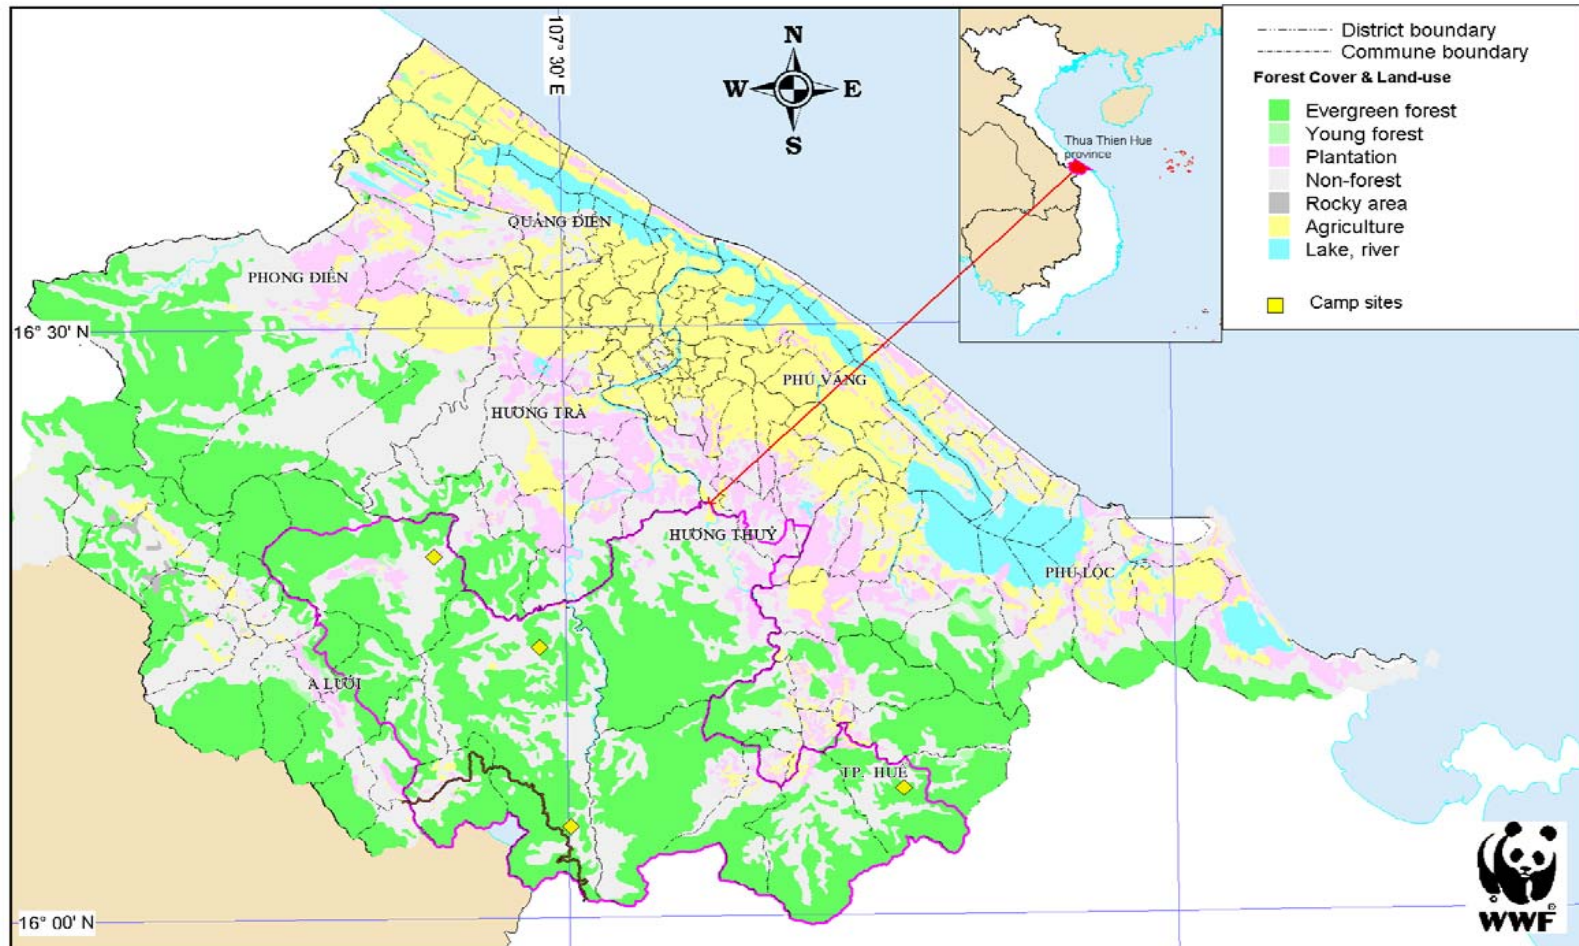 N
W
E
S
107° 30' E
Thua Thien Hue
province
District boundary
Commune boundary
Forest Cover & Land-use
Evergreen forest
Young forest
Plantation
Non-forest
Rocky area
Agriculture
Lake, river
Camp sites
QUẢNG ĐIỀN
PHONG ĐIỀN
16° 30' N
PHÚ VANG
HƯƠNG TRÀ
HƯƠNG THUỶ
PHÚ LỘC
A LƯỚI
TP. HUẾ
16° 00' N
WWF